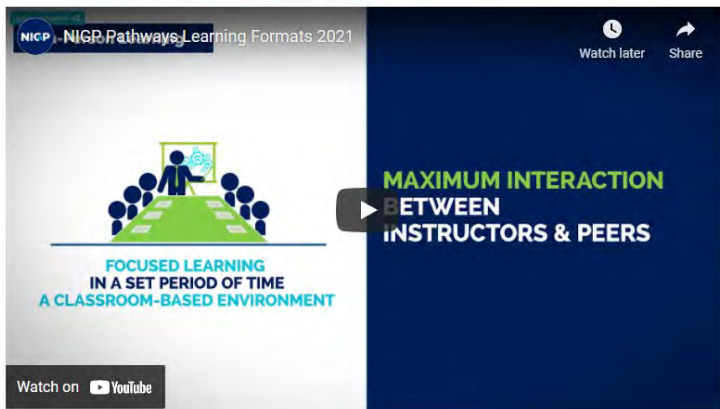 NIGP
NIGP Pathways Learning Formats 2021
Watch later
Share
MAXIMUM INTERACTION
BETWEEN
INSTRUCTORS & PEERS
FOCUSED LEARNING
IN A SET PERIOD OF TIME
A CLASSROOM-BASED ENVIRONMENT
Watch on YouTube